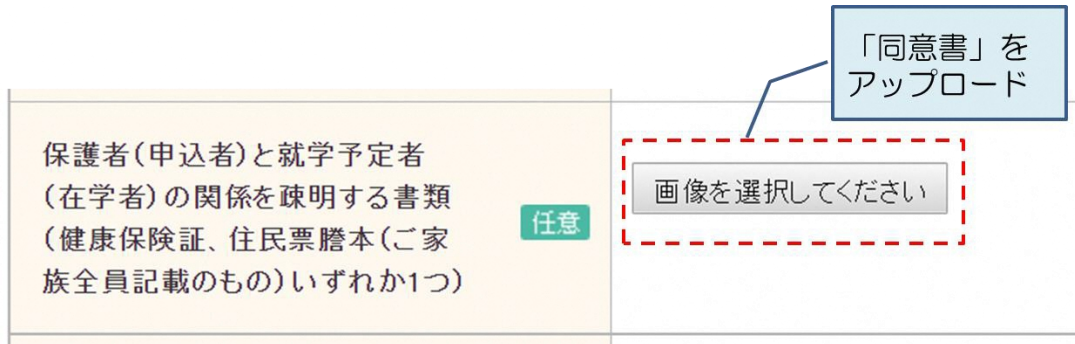 「同意書」を
アップロード
保護者(申込者)と就学予定者
(在学者)の関係を疎明する書類
(健康保険証、住民票謄本(ご家
族全員記載のもの)いずれか1つ)
任意
画像を選択してください